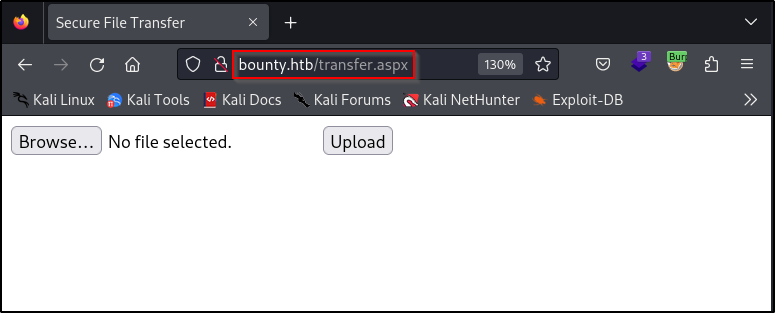 Secure File Transfer
bounty.htb/transfer.aspx 130% 3 Burp
Kali Linux Kali Tools Kali Docs Kali Forums Kali NetHunter Exploit-DB
Browse... No file selected. Upload